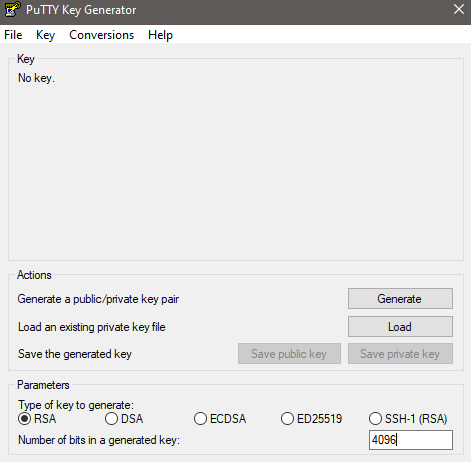 PuTTY Key Generator
File Key Conversions Help
Key
No key.
Actions
Generate a public/private key pair Generate
Load an existing private key file Load
Save the generated key Save public key Save private key
Parameters
Type of key to generate:
RSA DSA ECDSA ED25519 SSH-1 (RSA)
Number of bits in a generated key: 4096